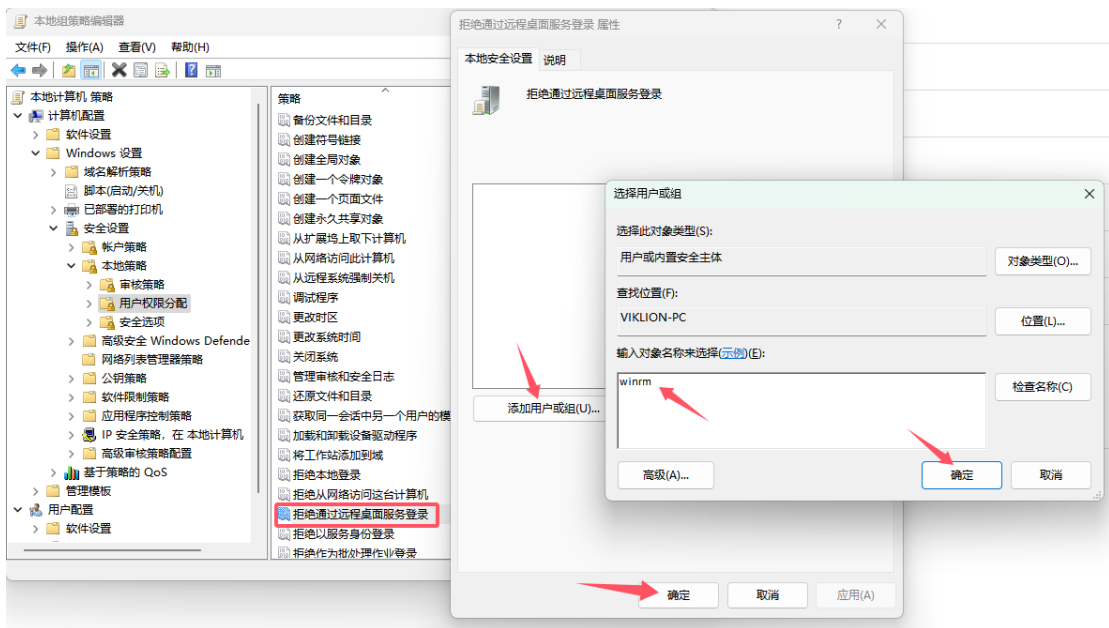 本地组策略编辑器
文件(F) 操作(A) 查看(V) 帮助(H)
本地计算机 策略
计算机配置
软件设置
Windows 设置
域名解析策略
脚本(启动/关机)
已部署的打印机
安全设置
帐户策略
本地策略
审核策略
用户权限分配
安全选项
高级安全 Windows Defende
网络列表管理器策略
公钥策略
软件限制策略
应用程序控制策略
IP 安全策略，在 本地计算机
高级审核策略配置
基于策略的 QoS
管理模板
用户配置
软件设置
策略
备份文件和目录
创建符号链接
创建全局对象
创建一个令牌对象
创建一个页面文件
创建永久共享对象
从扩展坞上取下计算机
从网络访问此计算机
从远程系统强制关机
调试程序
更改时区
更改系统时间
关闭系统
管理审核和安全日志
还原文件和目录
获取同一会话中另一个用户的模
加载和卸载设备驱动程序
将工作站添加到域
拒绝本地登录
拒绝从网络访问这台计算机
拒绝通过远程桌面服务登录
拒绝以服务身份登录
拒绝作为批处理作业登录
拒绝通过远程桌面服务登录 属性
本地安全设置 说明
拒绝通过远程桌面服务登录
添加用户或组(U)...
确定 取消 应用(A)
选择用户或组
选择此对象类型(S):
用户或内置安全主体 对象类型(O)...
查找位置(F):
VIKLION-PC 位置(L)...
输入对象名称来选择(示例)(E):
winrm 检查名称(C)
高级(A)... 确定 取消